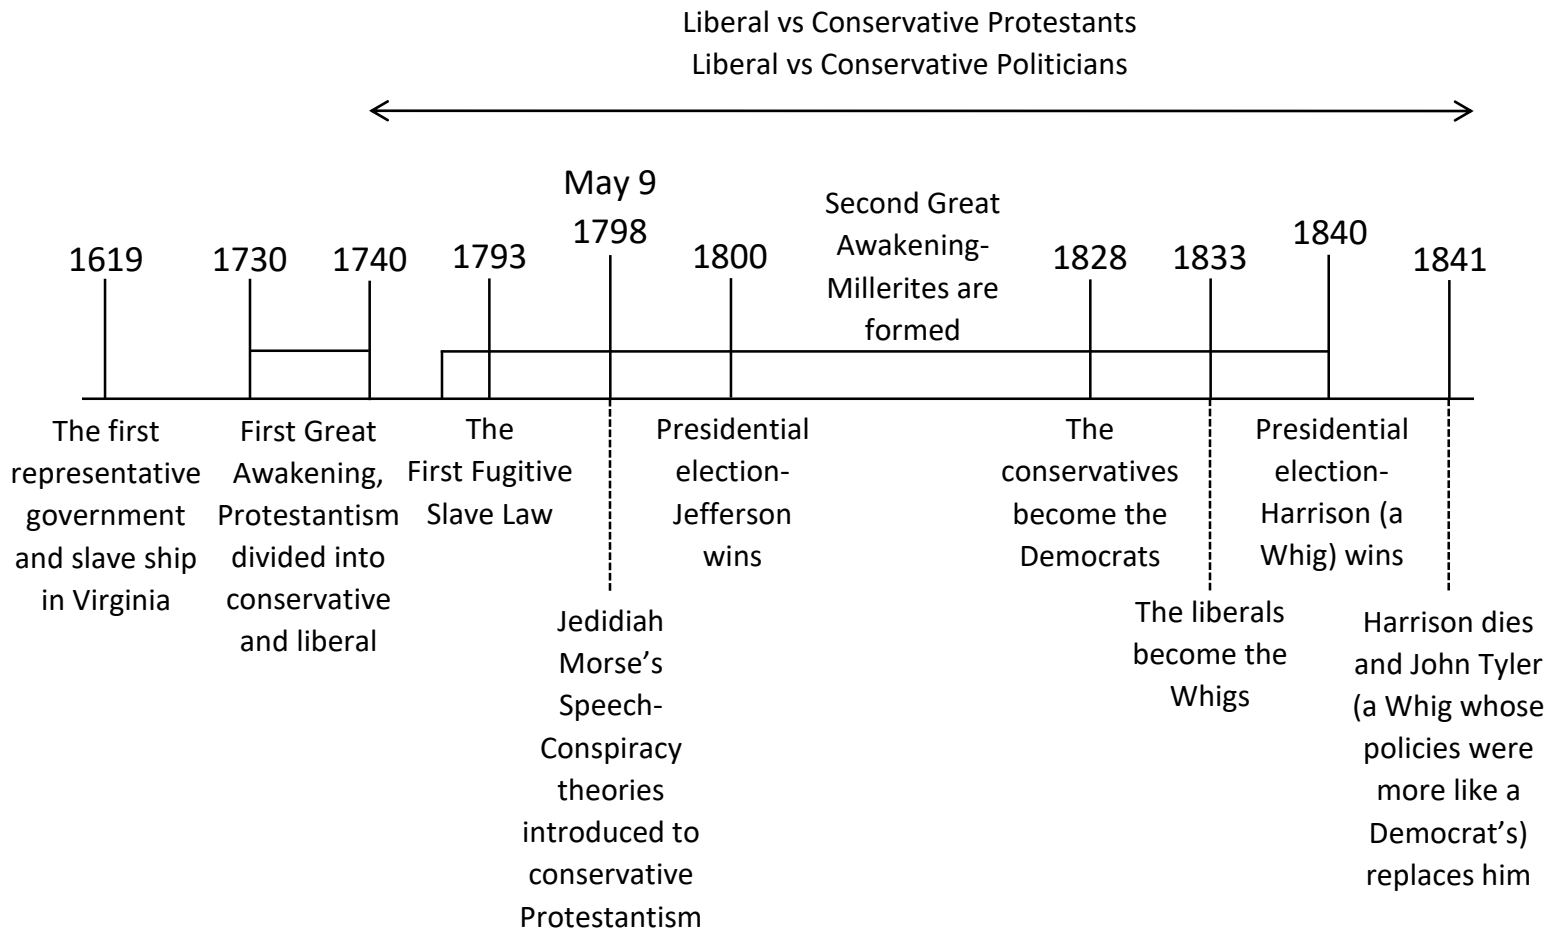 Liberal vs Conservative Protestants
Liberal vs Conservative Politicians
1619
1730
1740
1793
May 9
1798
1800
Second Great
Awakening-
Millerites are
formed
1828
1833
1840
1841
The first
representative
government
and slave ship
in Virginia
First Great
Awakening,
Protestantism
divided into
conservative
and liberal
The
First Fugitive
Slave Law
Jedidiah
Morse’s
Speech-
Conspiracy
theories
introduced to
conservative
Protestantism
Presidential
election-
Jefferson
wins
The
conservatives
become the
Democrats
The liberals
become the
Whigs
Presidential
election-
Harrison (a
Whig) wins
Harrison dies
and John Tyler
(a Whig whose
policies were
more like a
Democrat’s)
replaces him